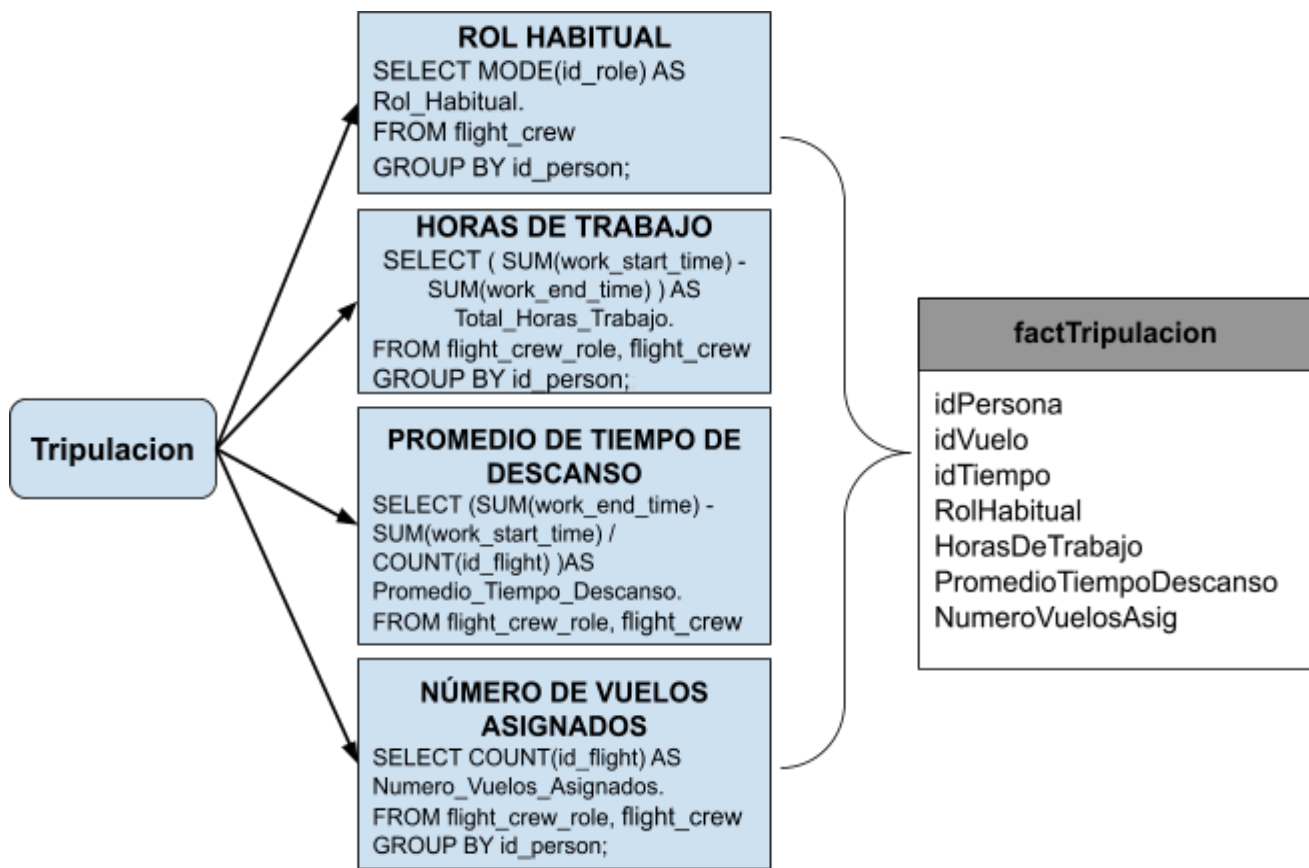 Tripulacion
ROL HABITUAL
SELECT MODE(id_role) AS
Rol_Habitual.
FROM flight_crew
GROUP BY id_person;
HORAS DE TRABAJO
SELECT ( SUM(work_start_time) -
SUM(work_end_time) ) AS
Total_Horas_Trabajo.
FROM flight_crew_role, flight_crew
GROUP BY id_person;
PROMEDIO DE TIEMPO DE
DESCANSO
SELECT (SUM(work_end_time) -
SUM(work_start_time) /
COUNT(id_flight) )AS
Promedio_Tiempo_Descanso.
FROM flight_crew_role, flight_crew
NÚMERO DE VUELOS
ASIGNADOS
SELECT COUNT(id_flight) AS
Numero_Vuelos_Asignados.
FROM flight_crew_role, flight_crew
GROUP BY id_person;
factTripulacion
idPersona
idVuelo
idTiempo
RolHabitual
HorasDeTrabajo
PromedioTiempoDescanso
NumeroVuelosAsig